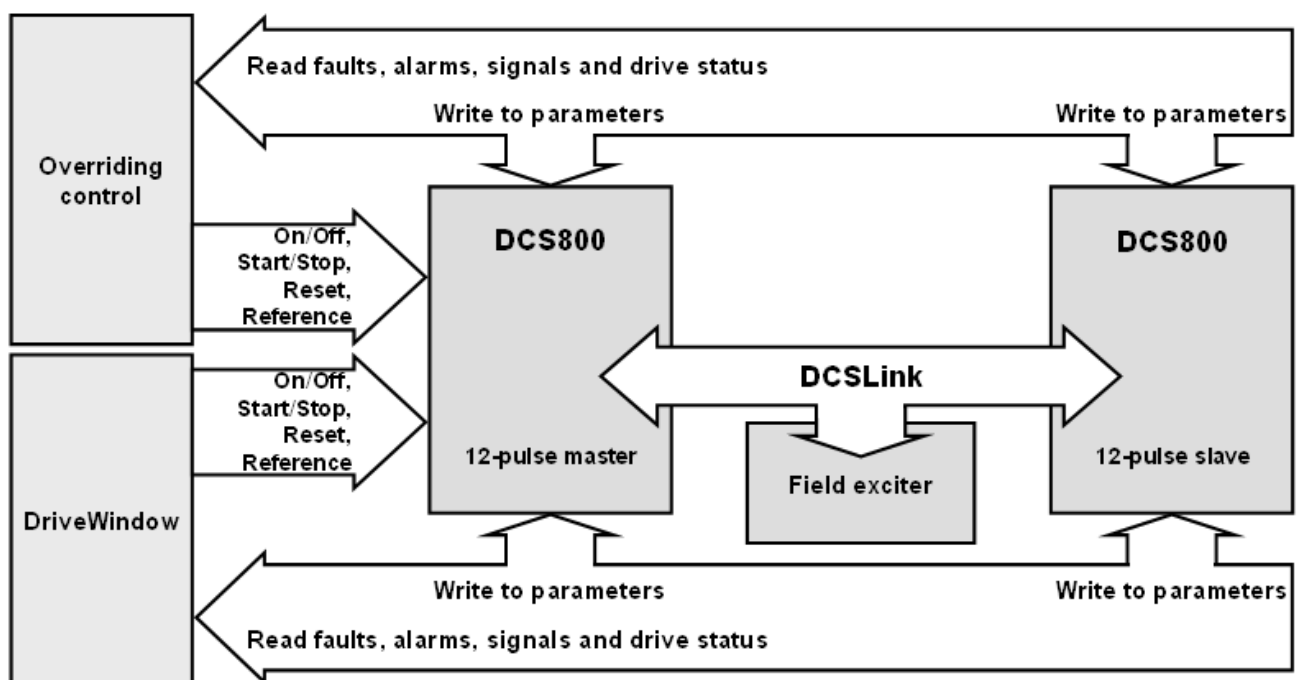 Read faults, alarms, signals and drive status
Write to parameters
Write to parameters
Overriding
control
On/Off,
Start/Stop,
Reset,
Reference
DCS800
DCS800
DCSLink
On/Off,
Start/Stop,
Reset,
Reference
12-pulse master
12-pulse slave
Field exciter
DriveWindow
Write to parameters
Write to parameters
Read faults, alarms, signals and drive status